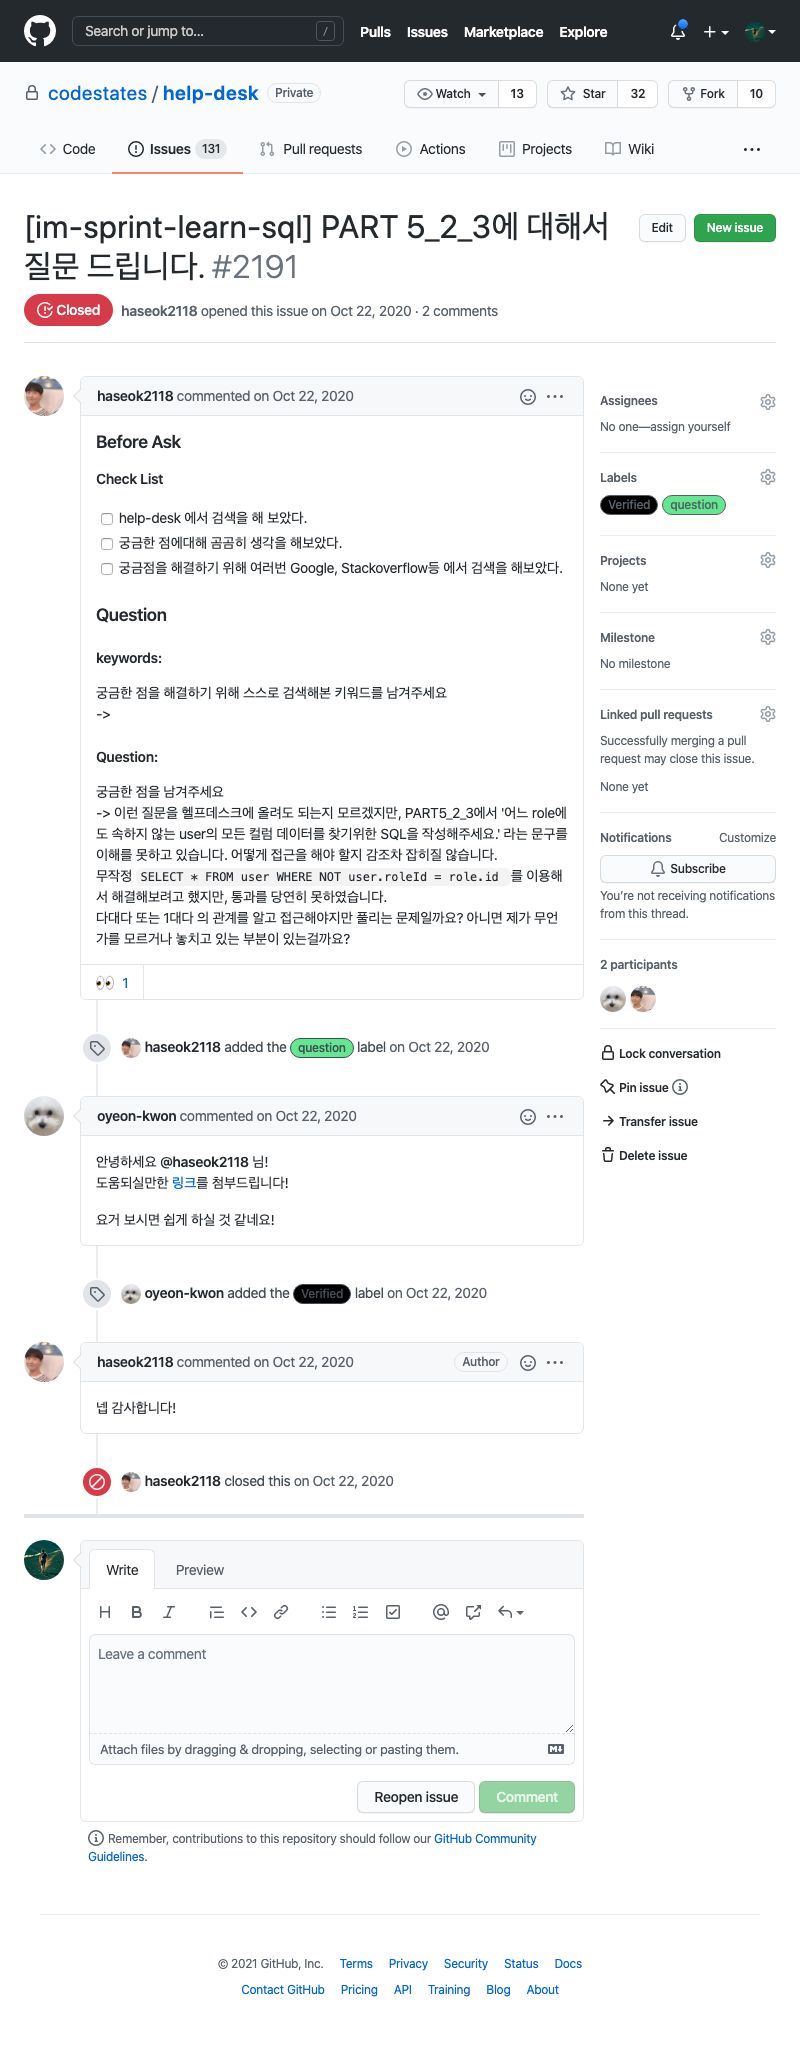 Search or jump to... /
Pulls Issues Marketplace Explore
codestates / help-desk Private
Watch 13 Star 32 Fork 10
Code Issues 131 Pull requests Actions Projects Wiki ...
[im-sprint-learn-sql] PART 5_2_3에 대해서
질문 드립니다. #2191
Edit New issue
Closed haseok2118 opened this issue on Oct 22, 2020 · 2 comments
haseok2118 commented on Oct 22, 2020
Before Ask
Check List
help-desk 에서 검색을 해 보았다.
궁금한 점에대해 곰곰히 생각을 해보았다.
궁금점을 해결하기 위해 여러번 Google, Stackoverflow등 에서 검색을 해보았다.
Question
keywords:
궁금한 점을 해결하기 위해 스스로 검색해본 키워드를 남겨주세요
->
Question:
궁금한 점을 남겨주세요
-> 이런 질문을 헬프데스크에 올려도 되는지 모르겠지만, PART5_2_3에서 '어느 role에
도 속하지 않는 user의 모든 컬럼 데이터를 찾기위한 SQL을 작성해주세요.' 라는 문구를
이해를 못하고 있습니다. 어떻게 접근을 해야 할지 감조차 잡히질 않습니다.
무작정 SELECT * FROM user WHERE NOT user.roleId = role.id 를 이용해
서 해결해보려고 했지만, 통과를 당연히 못하였습니다.
다대다 또는 1대다 의 관계를 알고 접근해야지만 풀리는 문제일까요? 아니면 제가 무언
가를 모르거나 놓치고 있는 부분이 있는걸까요?
👀 1
haseok2118 added the question label on Oct 22, 2020
oyeon-kwon commented on Oct 22, 2020
안녕하세요 @haseok2118 님!
도움되실만한 링크를 첨부드립니다!
요거 보시면 쉽게 하실 것 같네요!
oyeon-kwon added the Verified label on Oct 22, 2020
haseok2118 commented on Oct 22, 2020 Author
넵 감사합니다!
haseok2118 closed this on Oct 22, 2020
Assignees
No one—assign yourself
Labels
Verified question
Projects
None yet
Milestone
No milestone
Linked pull requests
Successfully merging a pull
request may close this issue.
None yet
Notifications Customize
Subscribe
You're not receiving notifications
from this thread.
2 participants
Lock conversation
Pin issue
Transfer issue
Delete issue
Write Preview
H B I
Leave a comment
Attach files by dragging & dropping, selecting or pasting them.
Reopen issue Comment
Remember, contributions to this repository should follow our GitHub Community
Guidelines.
© 2021 GitHub, Inc. Terms Privacy Security Status Docs
Contact GitHub Pricing API Training Blog About